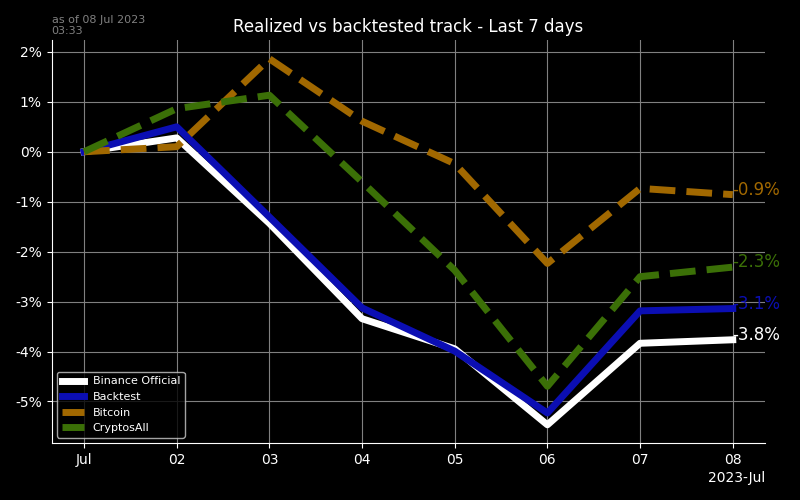 as of 08 Jul 2023
03:33
Realized vs backtested track - Last 7 days
2%
1%
0%
-1%
-2%
-3%
-4%
-5%
-0.9%
-2.3%
-3.1%
-3.8%
Binance Official
Backtest
Bitcoin
CryptosAll
Jul 02 03 04 05 06 07 08
2023-Jul